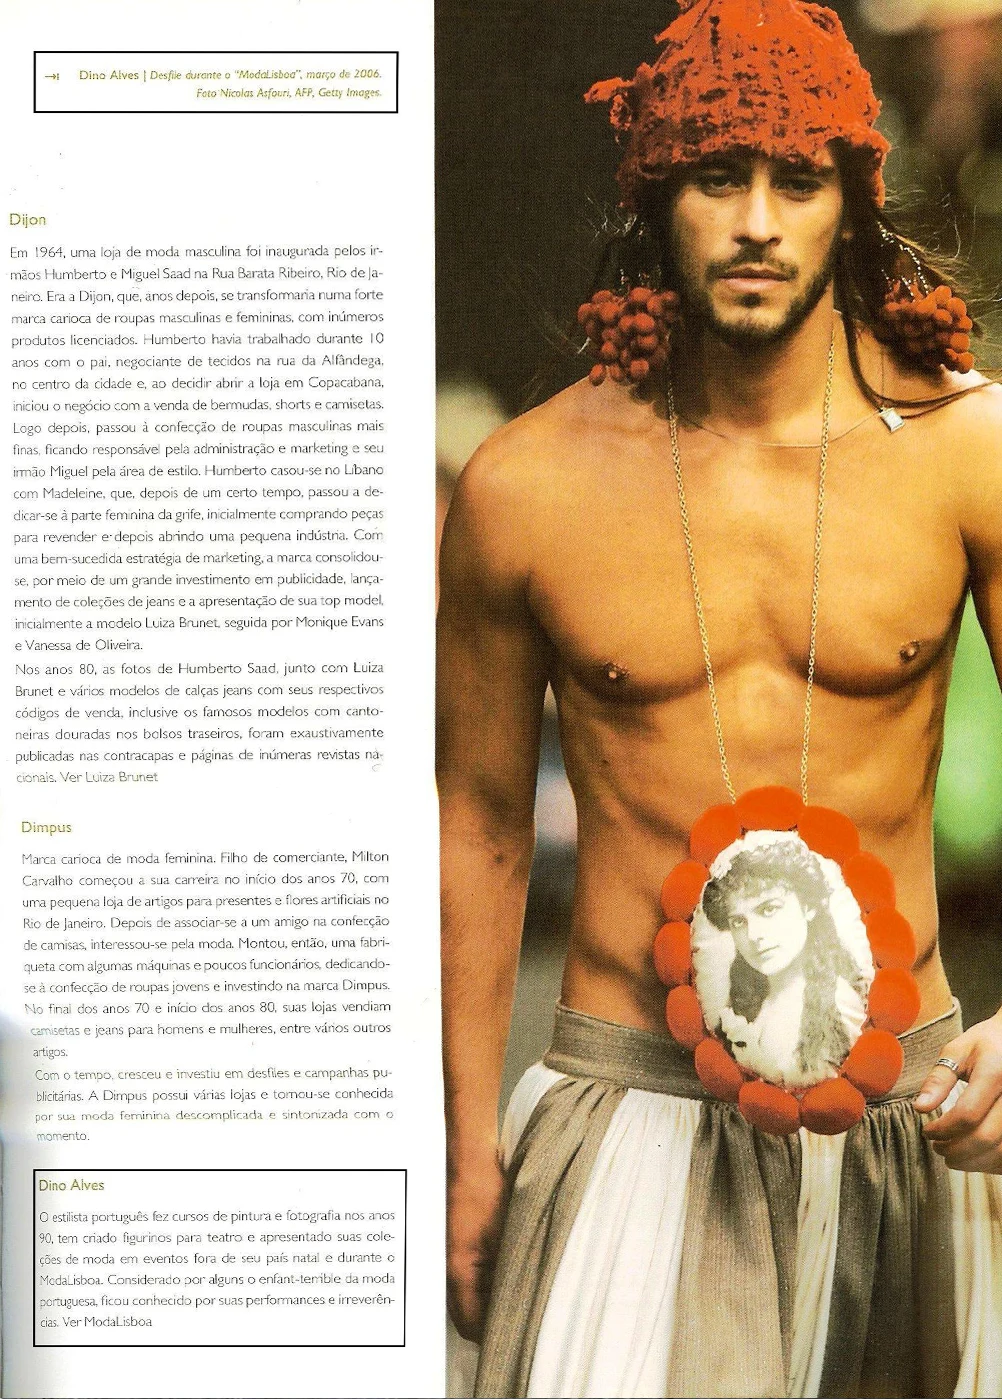 Dino Alves | Desfile durante o "ModaLisboa", março de 2006.
Foto Nicolas Asfouri, AFP, Getty Images.
Dijon
Em 1964, uma loja de moda masculina foi inaugurada pelos ir-
mãos Humberto e Miguel Saad na Rua Barata Ribeiro, Rio de Ja-
neiro. Era a Dijon, que, anos depois, se transformaria numa forte
marca carioca de roupas masculinas e femininas, com inúmeros
produtos licenciados. Humberto havia trabalhado durante 10
anos com o pai, negociante de tecidos na rua da Alfândega,
no centro da cidade e, ao decidir abrir a loja em Copacabana,
iniciou o negócio com a venda de bermudas, shorts e camisetas.
Logo depois, passou à confecção de roupas masculinas mais
finas, ficando responsável pela administração e marketing e seu
irmão Miguel pela área de estilo. Humberto casou-se no Líbano
com Madeleine, que, depois de um certo tempo, passou a de-
dicar-se à parte feminina da grife, inicialmente comprando peças
para revender e depois abrindo uma pequena indústria. Com
uma bem-sucedida estratégia de marketing, a marca consolidou-
se, por meio de um grande investimento em publicidade, lança-
mento de coleções de jeans e a apresentação de sua top model,
inicialmente a modelo Luiza Brunet, seguida por Monique Evans
e Vanessa de Oliveira.
Nos anos 80, as fotos de Humberto Saad, junto com Luiza
Brunet e vários modelos de calças jeans com seus respectivos
códigos de venda, inclusive os famosos modelos com canto-
neiras douradas nos bolsos traseiros, foram exaustivamente
publicadas nas contracapas e páginas de inúmeras revistas na-
cionais. Ver Luiza Brunet
Dimpus
Marca carioca de moda feminina. Filho de comerciante, Milton
Carvalho começou a sua carreira no início dos anos 70, com
uma pequena loja de artigos para presentes e flores artificiais no
Rio de Janeiro. Depois de associar-se a um amigo na confecção
de camisas, interessou-se pela moda. Montou, então, uma fabri-
queta com algumas máquinas e poucos funcionários, dedicando-
se à confecção de roupas jovens e investindo na marca Dimpus.
No final dos anos 70 e início dos anos 80, suas lojas vendiam
camisetas e jeans para homens e mulheres, entre vários outros
artigos.
Com o tempo, cresceu e investiu em desfiles e campanhas pu-
blicitárias. A Dimpus possui várias lojas e tornou-se conhecida
por sua moda feminina descomplicada e sintonizada com o
momento.
Dino Alves
O estilista português fez cursos de pintura e fotografia nos anos
90, tem criado figurinos para teatro e apresentado suas cole-
ções de moda em eventos fora de seu país natal e durante o
ModaLisboa. Considerado por alguns o enfant-terrible da moda
portuguesa, ficou conhecido por suas performances e irreverên-
cias. Ver ModaLisboa